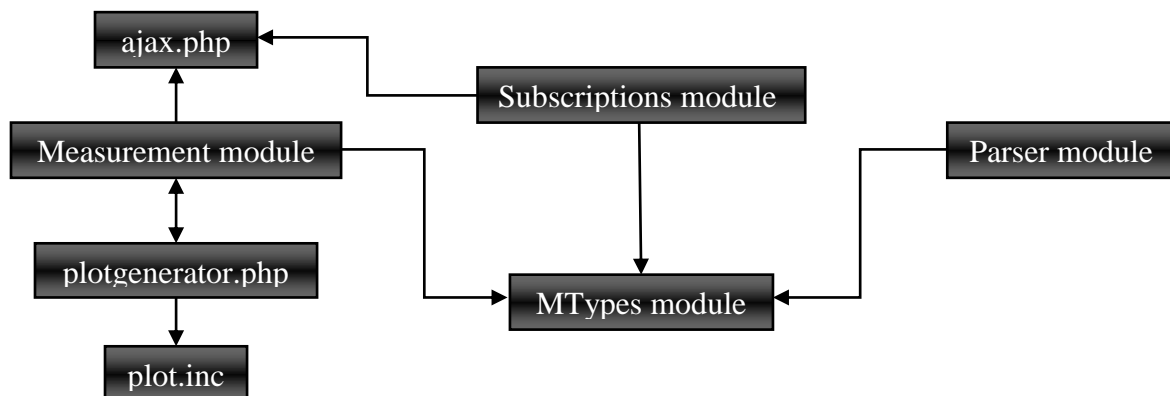 ajax.php
Subscriptions module
Measurement module
Parser module
plotgenerator.php
MTypes module
plot.inc